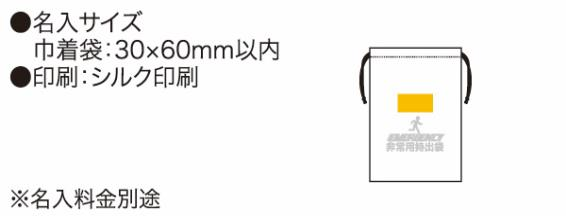 ●名入サイズ
巾着袋：30×60mm以内
●印刷：シルク印刷
EMERGENCY
非常用持出袋
※名入料金別途